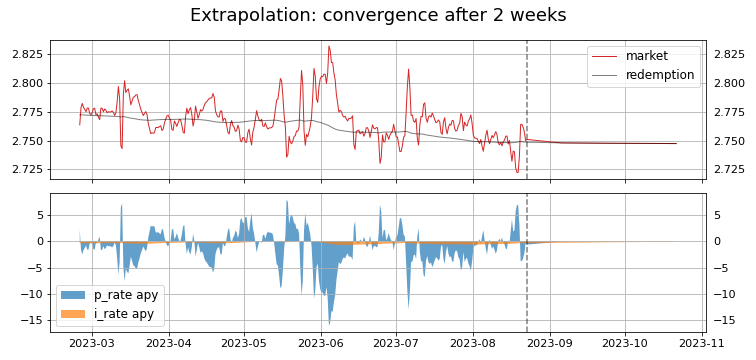 Extrapolation: convergence after 2 weeks
2.825 2.825
market
2.800 redemption 2.800
2.775 2.775
2.750 2.750
2.725 2.725
5 5
0 0
−5 −5
−10 p_rate apy −10
−15 i_rate apy −15
2023-03 2023-04 2023-05 2023-06 2023-07 2023-08 2023-09 2023-10 2023-11